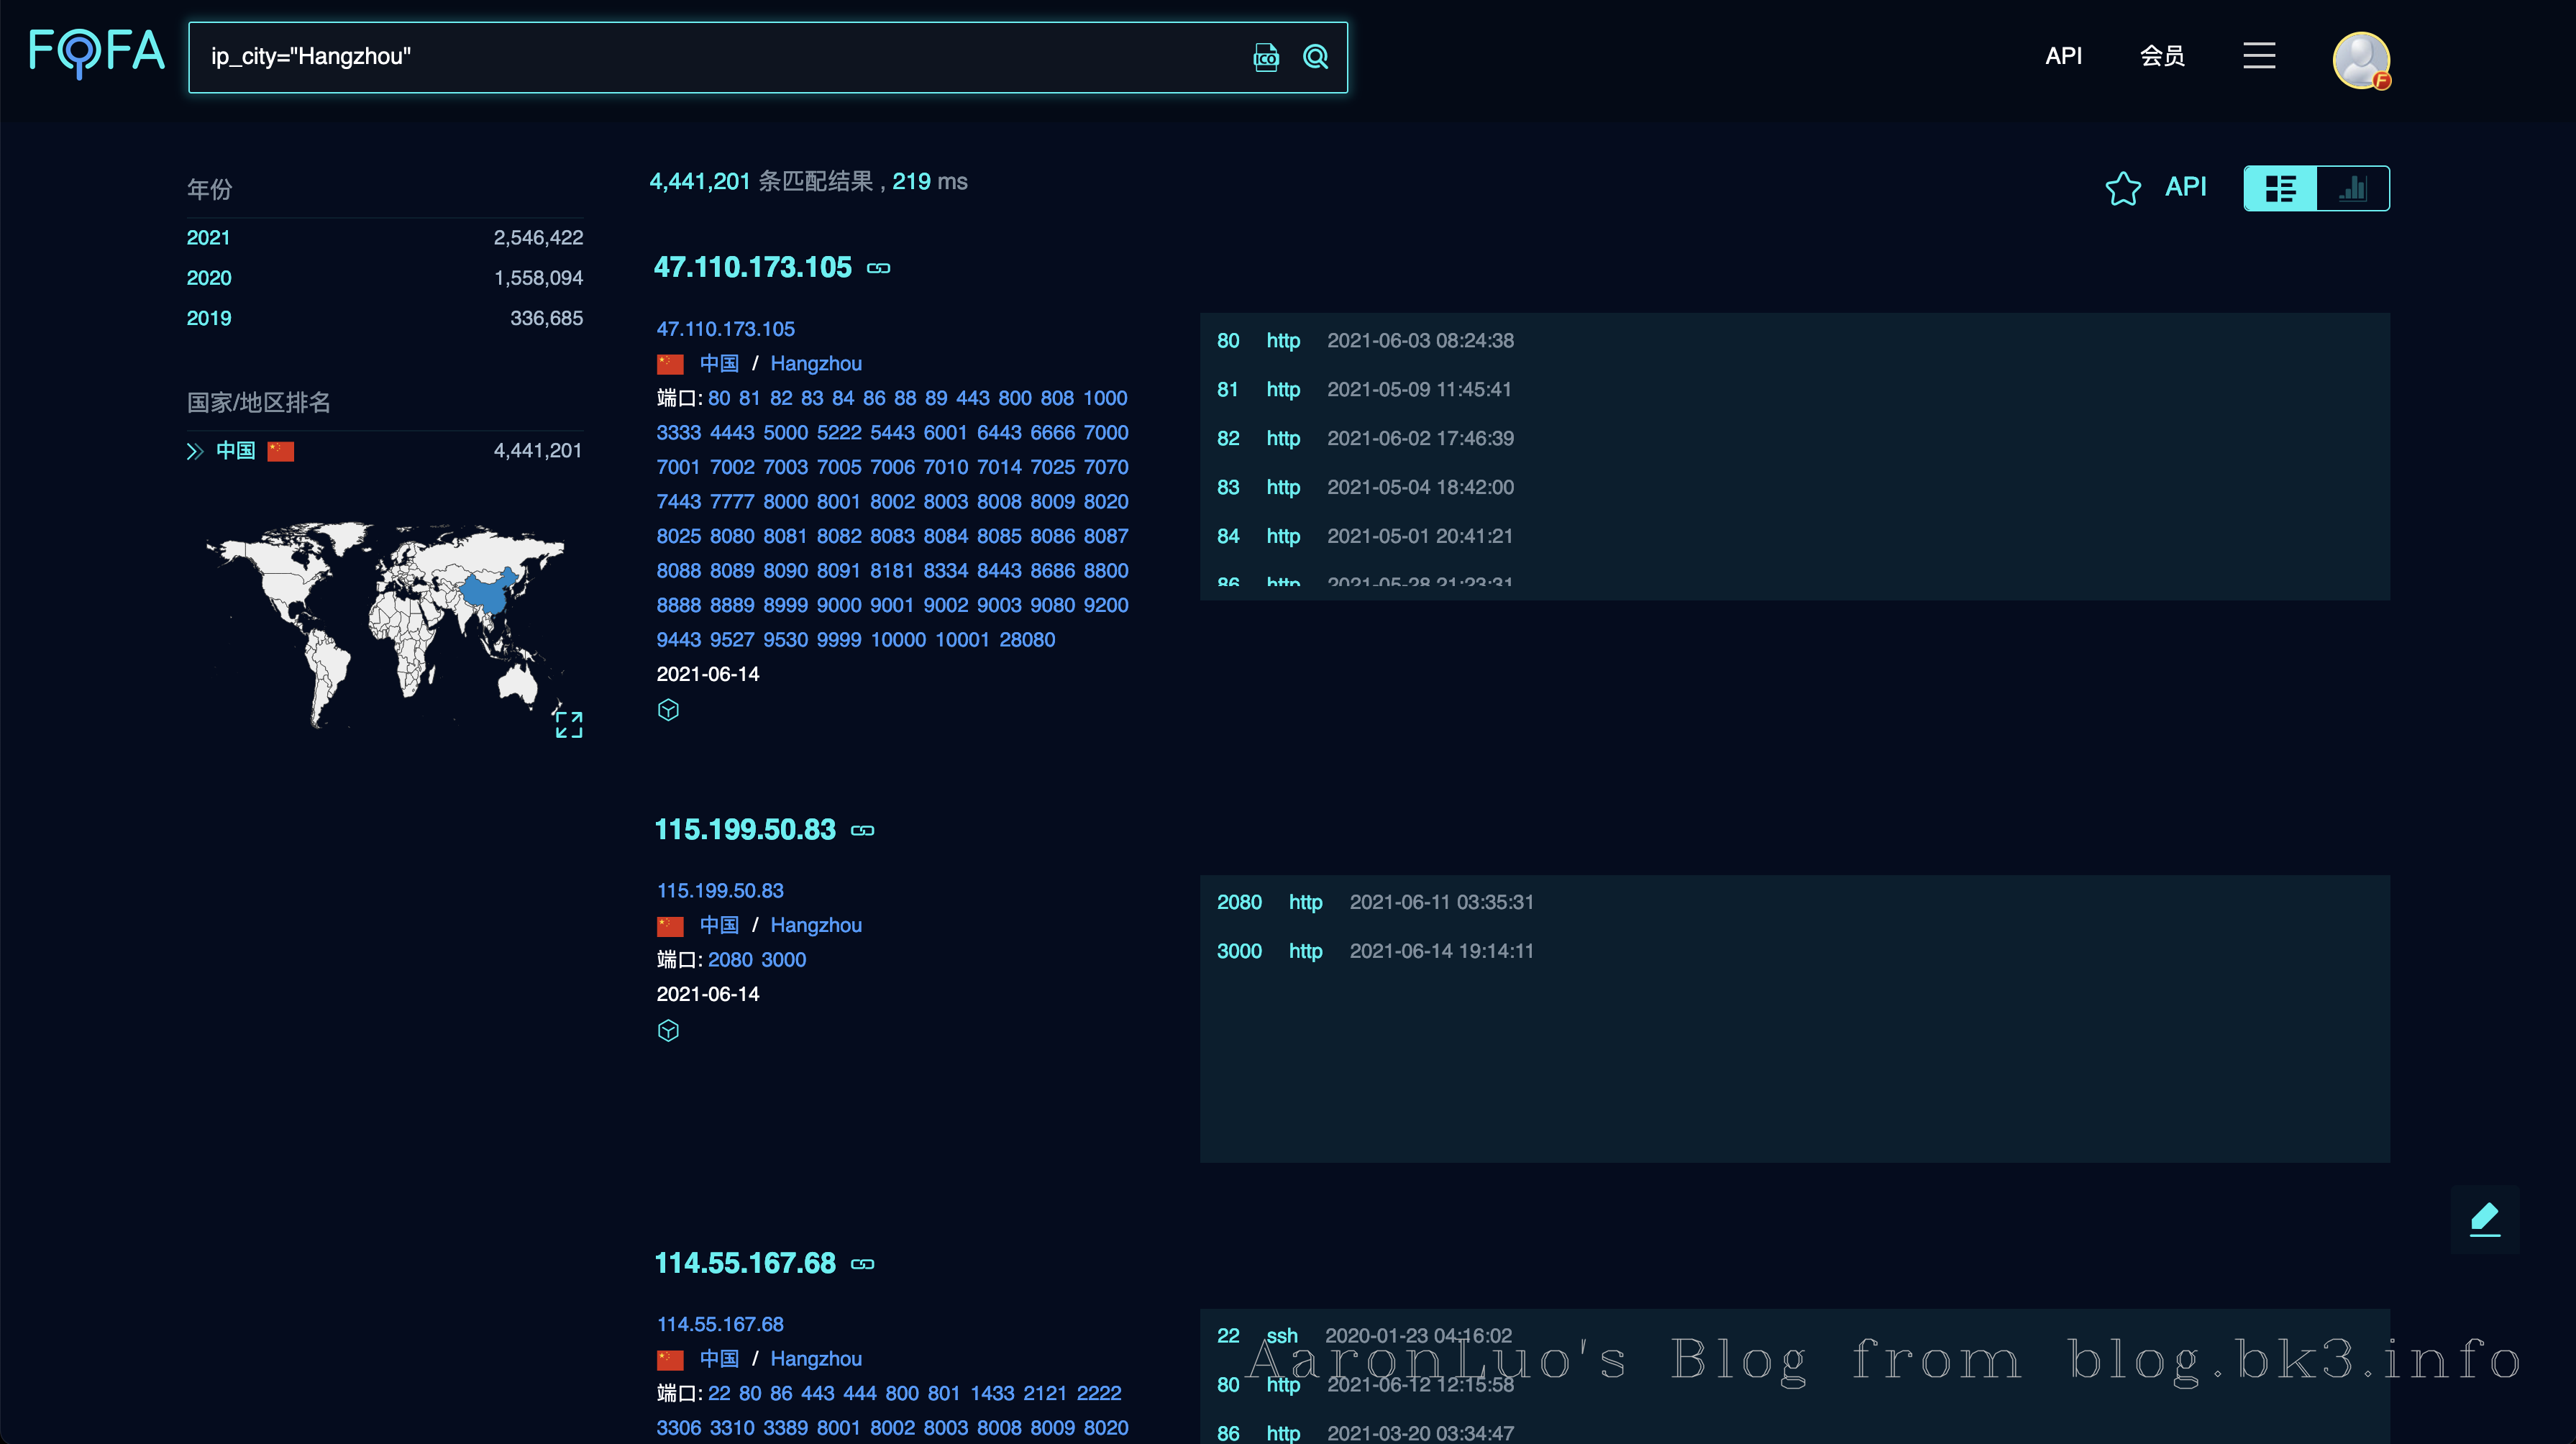 FOFA
ip_city="Hangzhou"
ICO
API
会员
F
年份
2021 2,546,422
2020 1,558,094
2019 336,685
国家/地区排名
中国 4,441,201
4,441,201 条匹配结果 , 219 ms
API
47.110.173.105
47.110.173.105
中国 / Hangzhou
端口: 80 81 82 83 84 86 88 89 443 800 808 1000
3333 4443 5000 5222 5443 6001 6443 6666 7000
7001 7002 7003 7005 7006 7010 7014 7025 7070
7443 7777 8000 8001 8002 8003 8008 8009 8020
8025 8080 8081 8082 8083 8084 8085 8086 8087
8088 8089 8090 8091 8181 8334 8443 8686 8800
8888 8889 8999 9000 9001 9002 9003 9080 9200
9443 9527 9530 9999 10000 10001 28080
2021-06-14
80 http 2021-06-03 08:24:38
81 http 2021-05-09 11:45:41
82 http 2021-06-02 17:46:39
83 http 2021-05-04 18:42:00
84 http 2021-05-01 20:41:21
86 http 2021-05-28 21:23:31
115.199.50.83
115.199.50.83
中国 / Hangzhou
端口: 2080 3000
2021-06-14
2080 http 2021-06-11 03:35:31
3000 http 2021-06-14 19:14:11
114.55.167.68
114.55.167.68
中国 / Hangzhou
端口: 22 80 86 443 444 800 801 1433 2121 2222
3306 3310 3389 8001 8002 8003 8008 8009 8020
22 ssh 2020-01-23 04:16:02
80 http 2021-06-12 12:15:58
86 http 2021-03-20 03:34:47
AaronLuo's Blog from blog.bk3.info